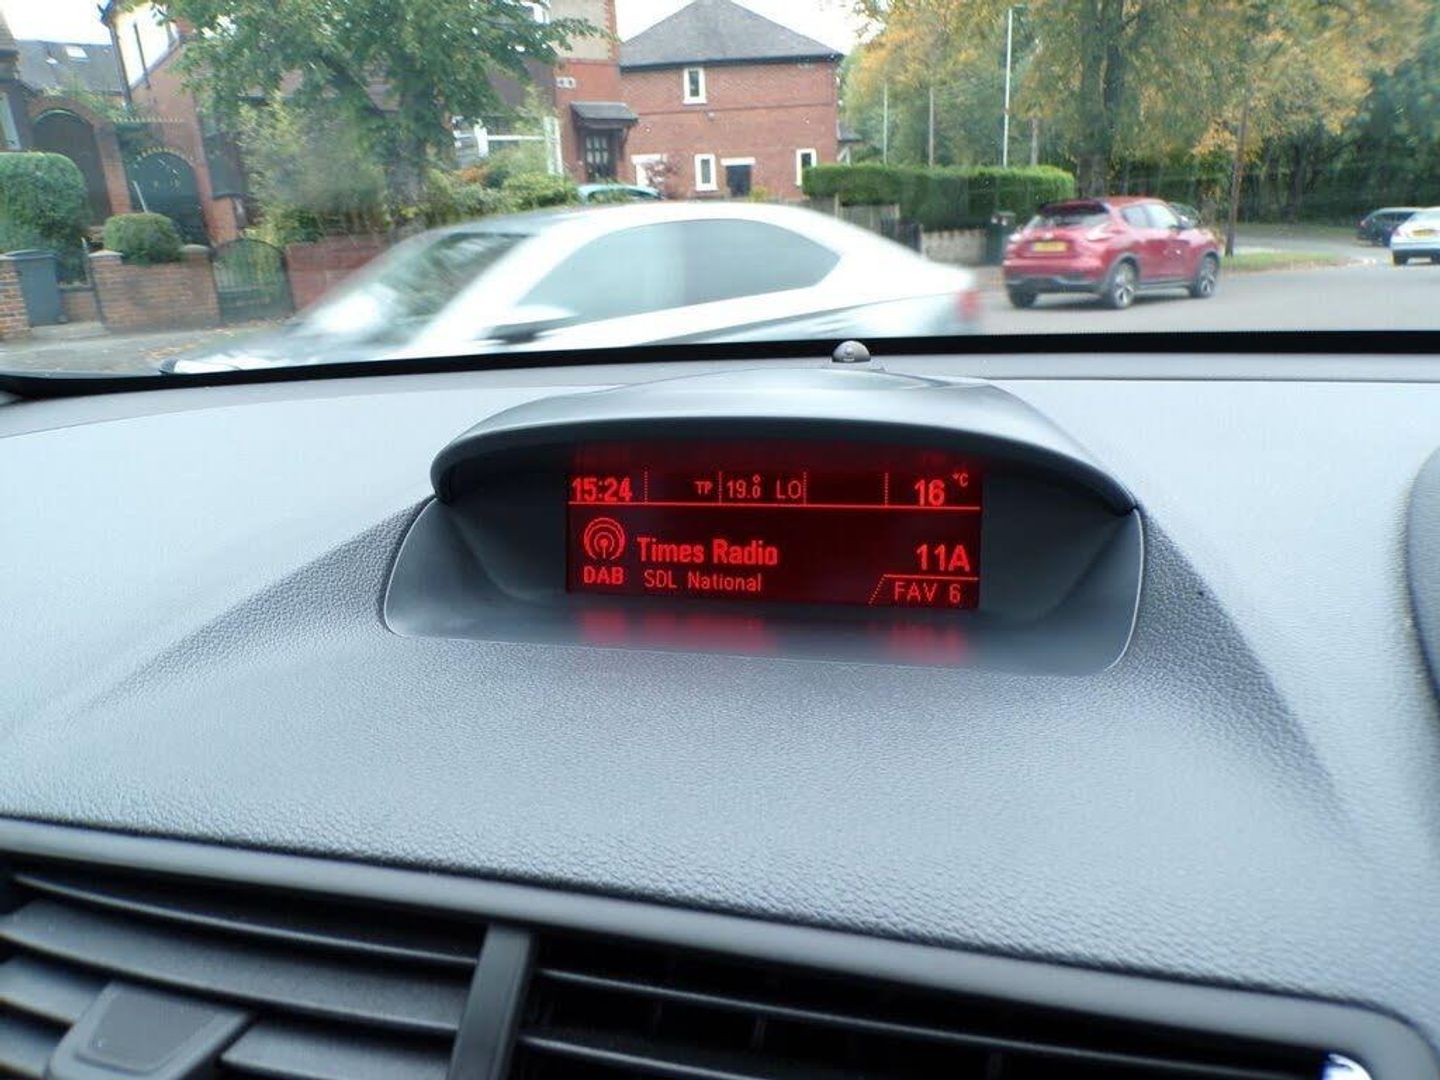 15:24 TP 19.0° LO 16 °C
Times Radio 11A
DAB SDL National FAV 6